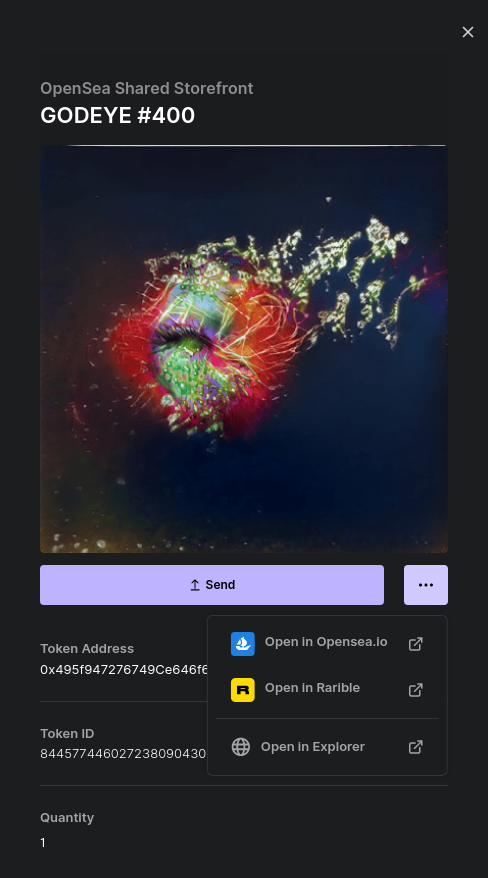 OpenSea Shared Storefront
GODEYE #400
Send
Open in Opensea.io
Open in Rarible
Open in Explorer
Token Address
0x495f947276749Ce646f6
Token ID
844577446027238090430
Quantity
1